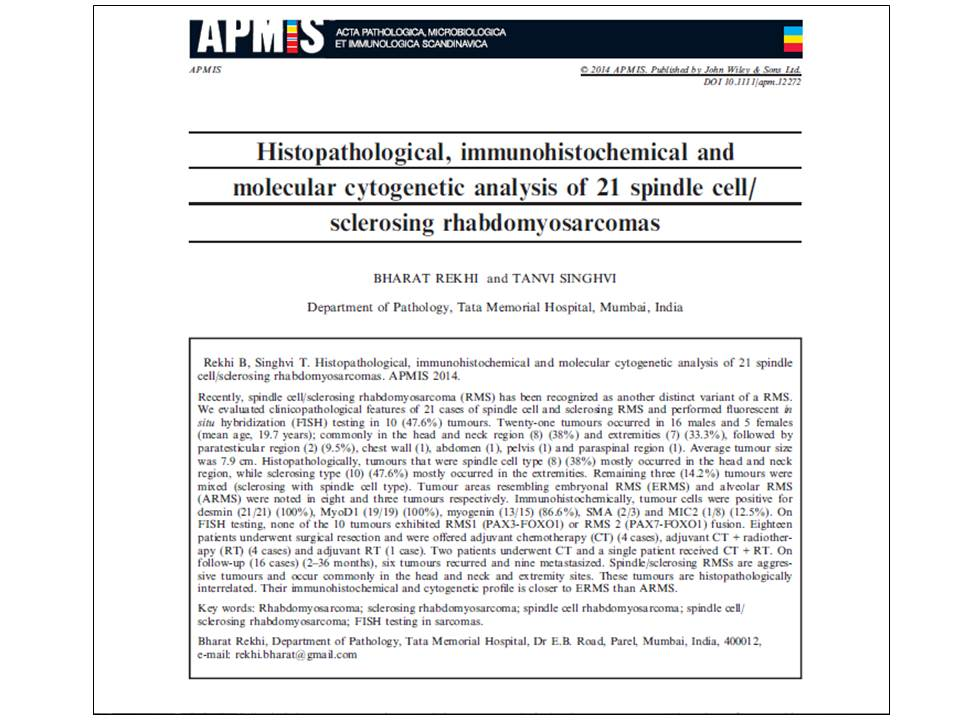 APMIS
ACTA PATHOLOGICA, MICROBIOLOGICA
ET IMMUNOLOGICA SCANDINAVICA
APMIS
© 2014 APMIS. Published by John Wiley & Sons Ltd.
DOI 10.1111/apm.12272
Histopathological, immunohistochemical and
molecular cytogenetic analysis of 21 spindle cell/
sclerosing rhabdomyosarcomas
BHARAT REKHI and TANVI SINGHVI
Department of Pathology, Tata Memorial Hospital, Mumbai, India
Rekhi B, Singhvi T. Histopathological, immunohistochemical and molecular cytogenetic analysis of 21 spindle
cell/sclerosing rhabdomyosarcomas. APMIS 2014.
Recently, spindle cell/sclerosing rhabdomyosarcoma (RMS) has been recognized as another distinct variant of a RMS.
We evaluated clinicopathological features of 21 cases of spindle cell and sclerosing RMS and performed fluorescent in
situ hybridization (FISH) testing in 10 (47.6%) tumours. Twenty-one tumours occurred in 16 males and 5 females
(mean age, 19.7 years); commonly in the head and neck region (8) (38%) and extremities (7) (33.3%), followed by
paratesticular region (2) (9.5%), chest wall (1), abdomen (1), pelvis (1) and paraspinal region (1). Average tumour size
was 7.9 cm. Histopathologically, tumours that were spindle cell type (8) (38%) mostly occurred in the head and neck
region, while sclerosing type (10) (47.6%) mostly occurred in the extremities. Remaining three (14.2%) tumours were
mixed (sclerosing with spindle cell type). Tumour areas resembling embryonal RMS (ERMS) and alveolar RMS
(ARMS) were noted in eight and three tumours respectively. Immunohistochemically, tumour cells were positive for
desmin (21/21) (100%), MyoD1 (19/19) (100%), myogenin (13/15) (86.6%), SMA (2/3) and MIC2 (1/8) (12.5%). On
FISH testing, none of the 10 tumours exhibited RMS1 (PAX3-FOXO1) or RMS 2 (PAX7-FOXO1) fusion. Eighteen
patients underwent surgical resection and were offered adjuvant chemotherapy (CT) (4 cases), adjuvant CT + radiother-
apy (RT) (4 cases) and adjuvant RT (1 case). Two patients underwent CT and a single patient received CT + RT. On
follow-up (16 cases) (2–36 months), six tumours recurred and nine metastasized. Spindle/sclerosing RMSs are aggres-
sive tumours and occur commonly in the head and neck and extremity sites. These tumours are histopathologically
interrelated. Their immunohistochemical and cytogenetic profile is closer to ERMS than ARMS.
Key words: Rhabdomyosarcoma; sclerosing rhabdomyosarcoma; spindle cell rhabdomyosarcoma; spindle cell/
sclerosing rhabdomyosarcoma; FISH testing in sarcomas.
Bharat Rekhi, Department of Pathology, Tata Memorial Hospital, Dr E.B. Road, Parel, Mumbai, India, 400012,
e-mail: rekhi.bharat@gmail.com